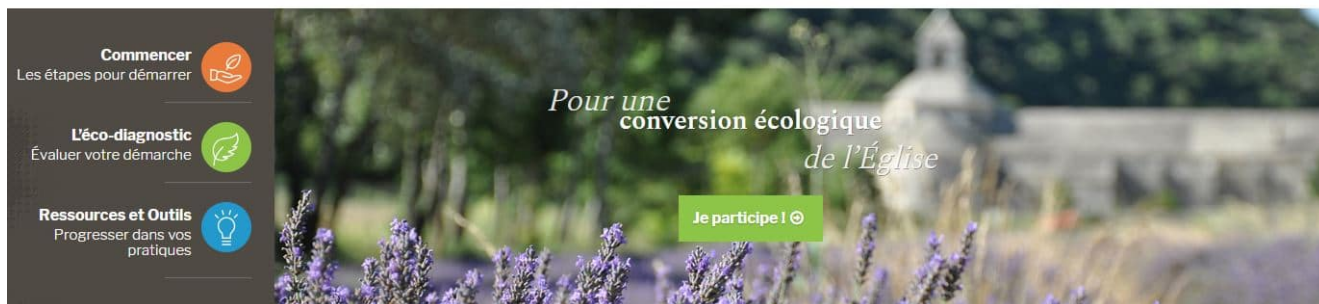 Commencer
Les étapes pour démarrer
L'éco-diagnostic
Évaluer votre démarche
Ressources et Outils
Progresser dans vos
pratiques
Pour une
conversion écologique
de l'Église
Je participe !